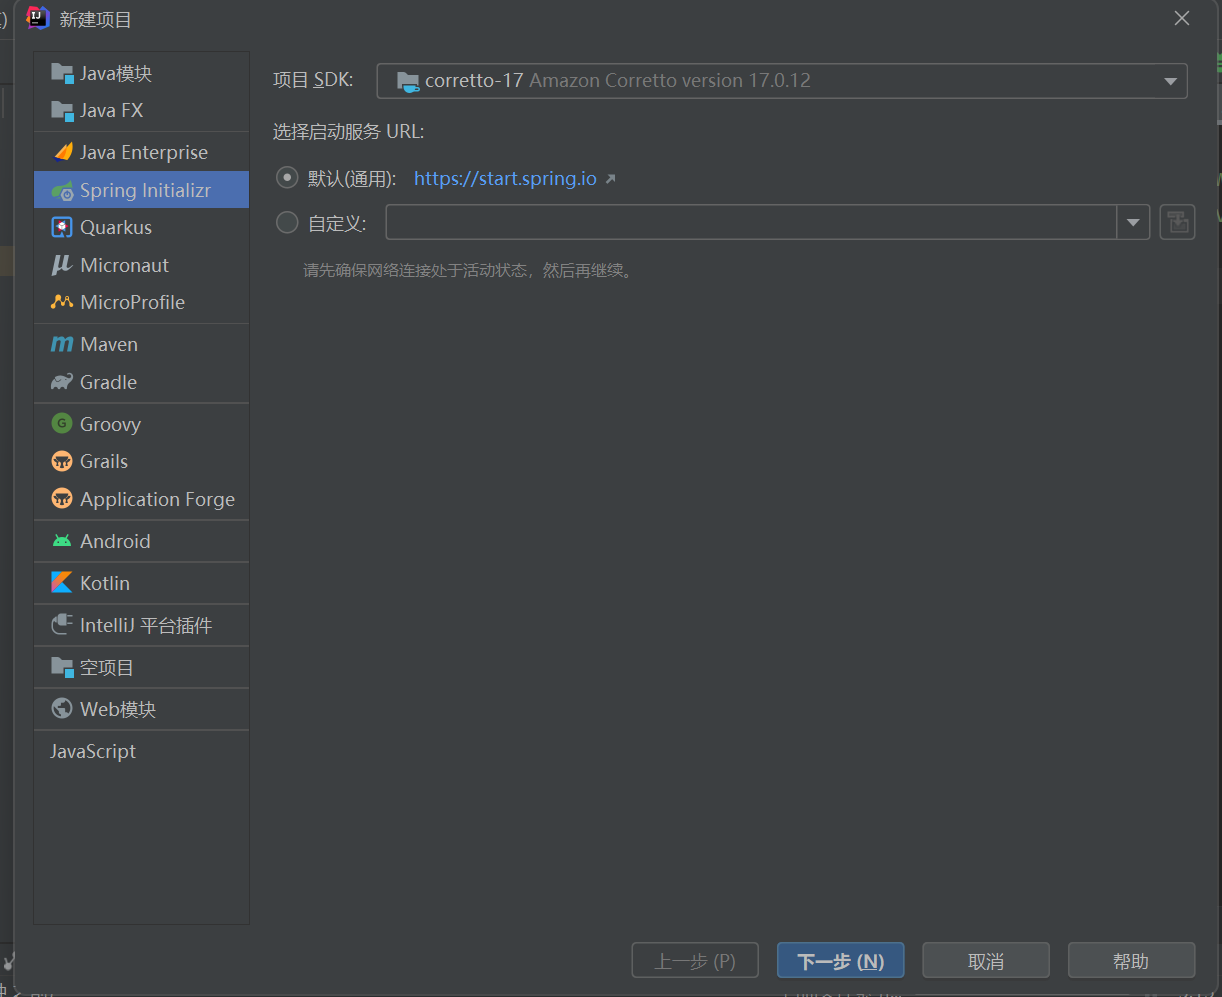 新建项目
Java模块
Java FX
Java Enterprise
Spring Initializr
Quarkus
Micronaut
MicroProfile
Maven
Gradle
Groovy
Grails
Application Forge
Android
Kotlin
IntelliJ 平台插件
空项目
Web模块
JavaScript
项目 SDK: corretto-17 Amazon Corretto version 17.0.12
选择启动服务 URL:
默认(通用): https://start.spring.io
自定义:
请先确保网络连接处于活动状态，然后再继续。
上一步 (P) 下一步 (N) 取消 帮助